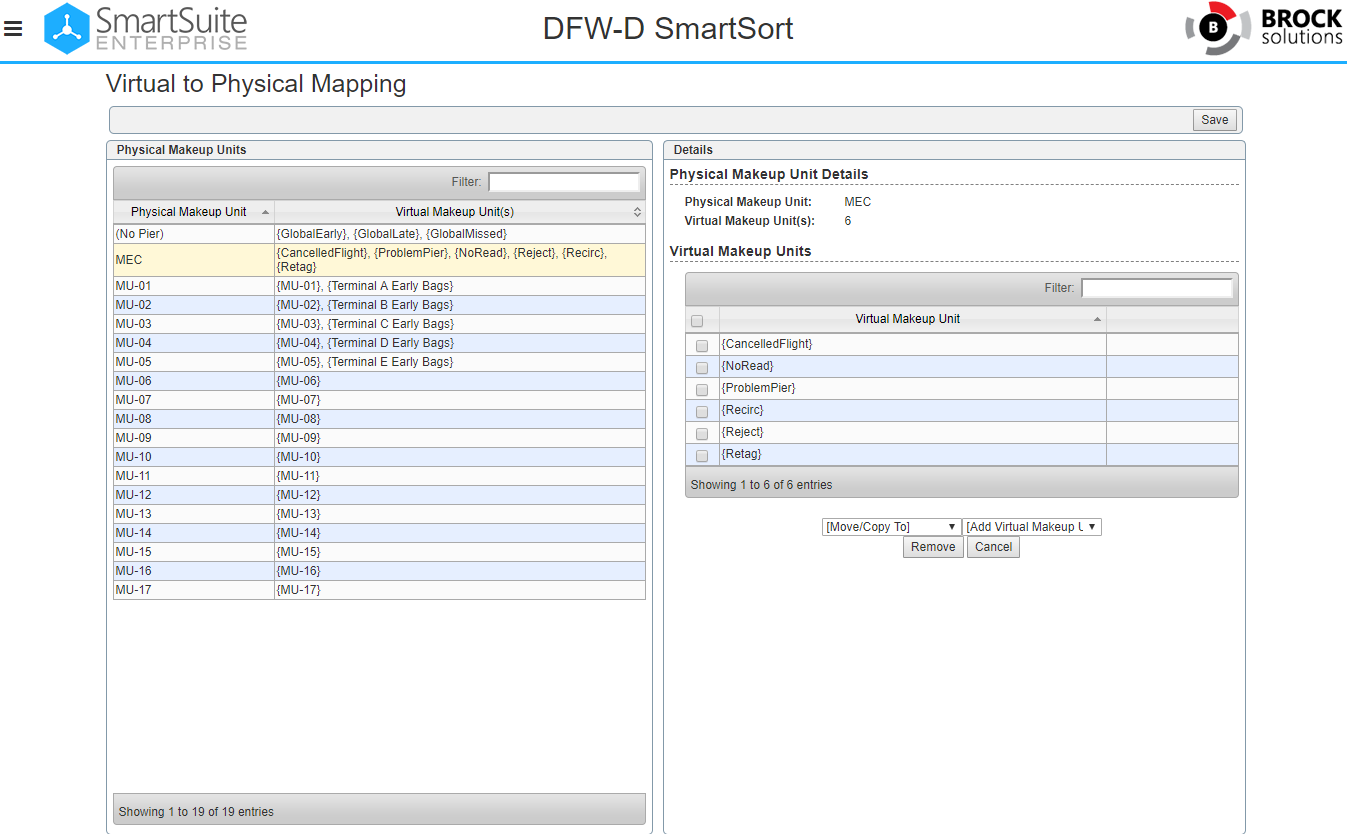 SmartSuite
ENTERPRISE
DFW-D SmartSort
B
BROCK
solutions
Virtual to Physical Mapping
Save
Physical Makeup Units
Filter:
Physical Makeup Unit Virtual Makeup Unit(s)
(No Pier) {GlobalEarly}, {GlobalLate}, {GlobalMissed}
MEC {CancelledFlight}, {ProblemPier}, {NoRead}, {Reject}, {Recirc},
{Retag}
MU-01 {MU-01}, {Terminal A Early Bags}
MU-02 {MU-02}, {Terminal B Early Bags}
MU-03 {MU-03}, {Terminal C Early Bags}
MU-04 {MU-04}, {Terminal D Early Bags}
MU-05 {MU-05}, {Terminal E Early Bags}
MU-06 {MU-06}
MU-07 {MU-07}
MU-08 {MU-08}
MU-09 {MU-09}
MU-10 {MU-10}
MU-11 {MU-11}
MU-12 {MU-12}
MU-13 {MU-13}
MU-14 {MU-14}
MU-15 {MU-15}
MU-16 {MU-16}
MU-17 {MU-17}
Showing 1 to 19 of 19 entries
Details
Physical Makeup Unit Details
Physical Makeup Unit: MEC
Virtual Makeup Unit(s): 6
Virtual Makeup Units
Filter:
Virtual Makeup Unit
{CancelledFlight}
{NoRead}
{ProblemPier}
{Recirc}
{Reject}
{Retag}
Showing 1 to 6 of 6 entries
[Move/Copy To] [Add Virtual Makeup U
Remove Cancel